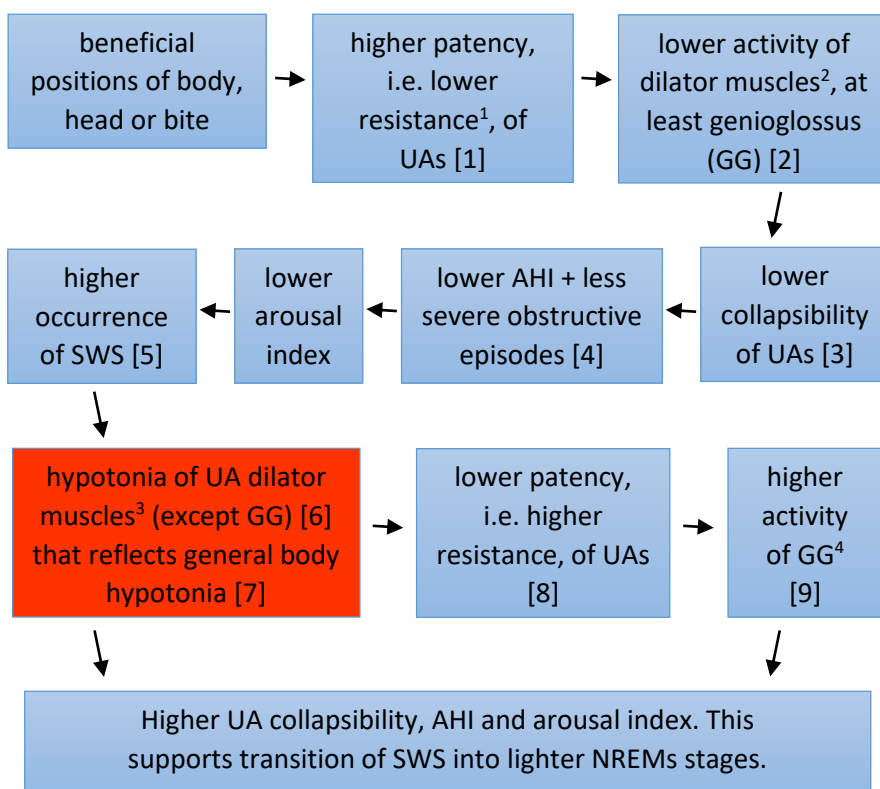 beneficial
positions of body,
head or bite
higher patency,
i.e. lower
resistance¹, of
UAs [1]
lower activity of
dilator muscles², at
least genioglossus
(GG) [2]
higher
occurrence
of SWS [5]
lower
arousal
index
lower AHI + less
severe obstructive
episodes [4]
lower
collapsibility
of UAs [3]
hypotonia of UA dilator
muscles³ (except GG) [6]
that reflects general body
hypotonia [7]
lower patency,
i.e. higher
resistance, of UAs
[8]
higher
activity
of GG⁴
[9]
Higher UA collapsibility, AHI and arousal index. This
supports transition of SWS into lighter NREMs stages.